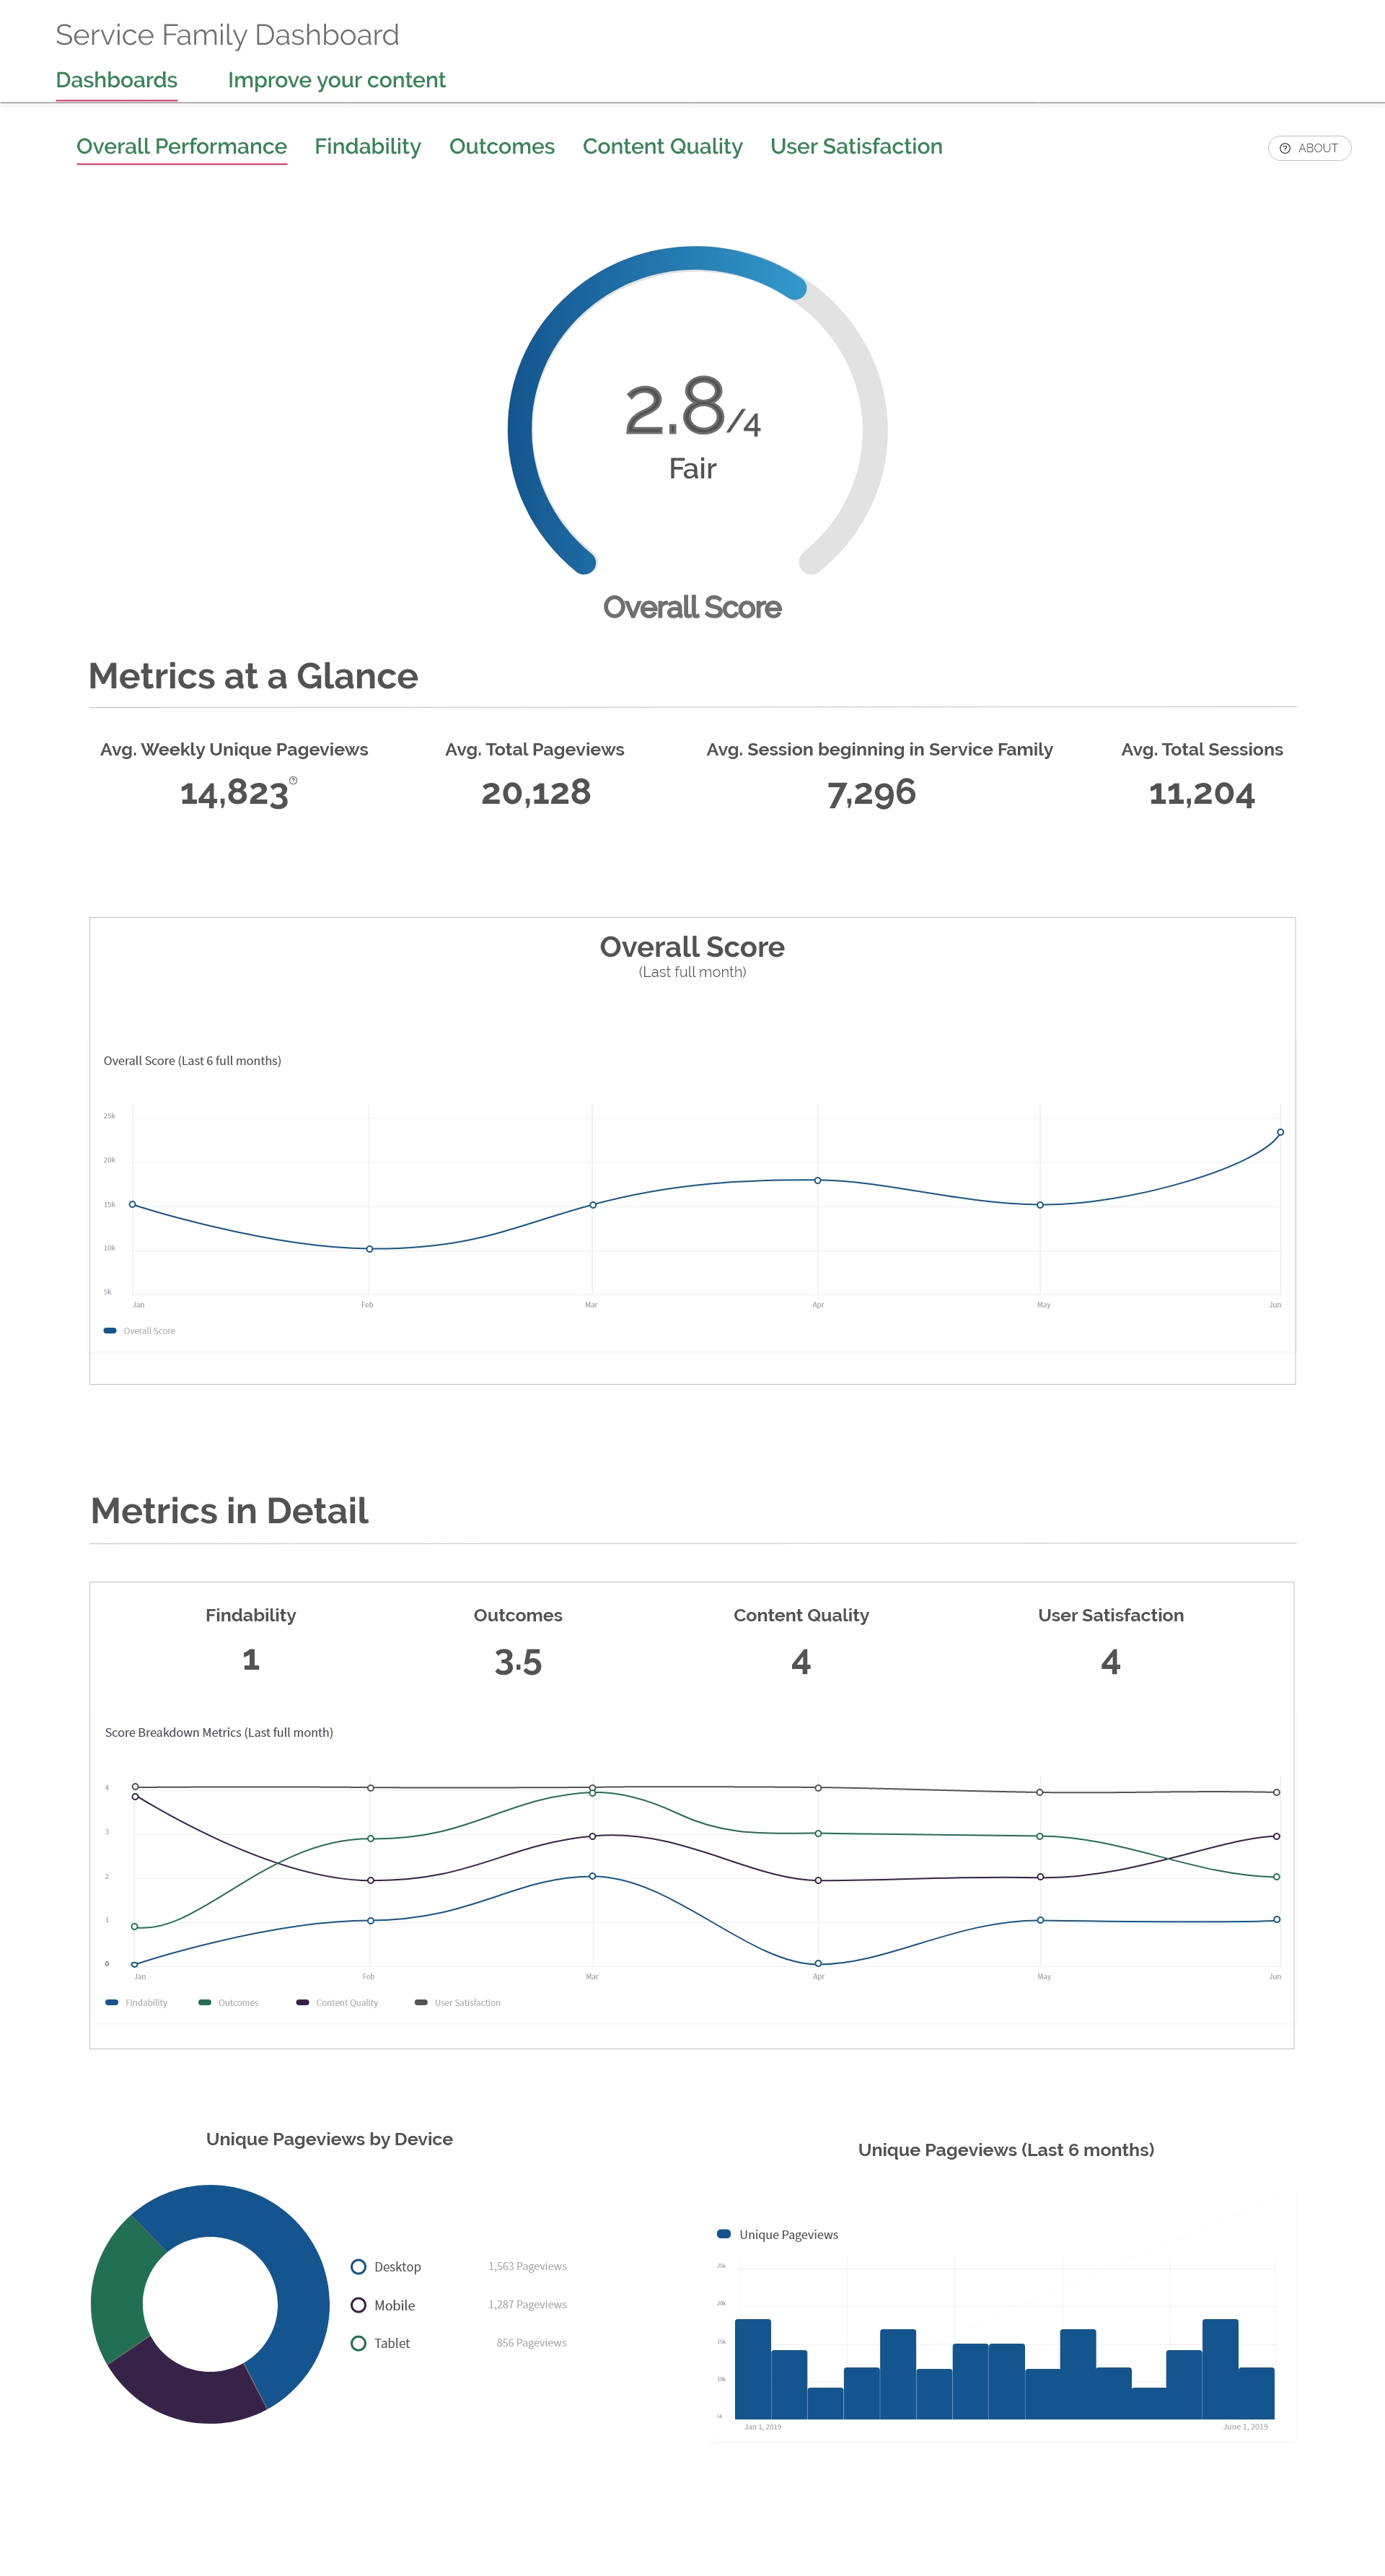 Service Family Dashboard
Dashboards Improve your content
Overall Performance Findability Outcomes Content Quality User Satisfaction ABOUT
2.8/4
Fair
Overall Score
Metrics at a Glance
Avg. Weekly Unique Pageviews Avg. Total Pageviews Avg. Session beginning in Service Family Avg. Total Sessions
14,823 20,128 7,296 11,204
Overall Score
(Last full month)
Overall Score (Last 6 full months)
25k
20k
15k
10k
5k
Jan Feb Mar Apr May Jun
Overall Score
Metrics in Detail
Findability Outcomes Content Quality User Satisfaction
1 3.5 4 4
Score Breakdown Metrics (Last full month)
4
3
2
1
0
Jan Feb Mar Apr May Jun
Findability Outcomes Content Quality User Satisfaction
Unique Pageviews by Device
Desktop 1,563 Pageviews
Mobile 1,287 Pageviews
Tablet 856 Pageviews
Unique Pageviews (Last 6 months)
Unique Pageviews
25k
20k
15k
10k
5k
Jan 1, 2019 June 1, 2019